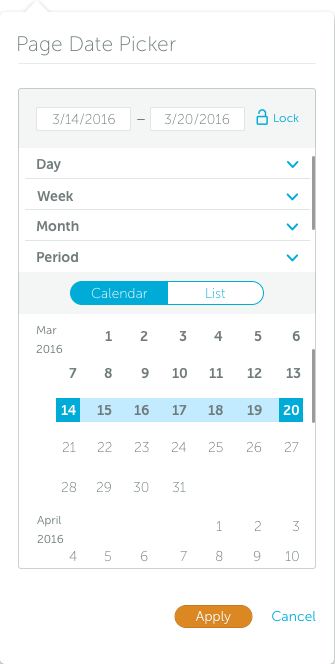 Page Date Picker
3/14/2016 – 3/20/2016 Lock
Day
Week
Month
Period
Calendar List
Mar 1 2 3 4 5 6
2016
7 8 9 10 11 12 13
14 15 16 17 18 19 20
21 22 23 24 25 26 27
28 29 30 31
April 1 2 3
2016
4 5 6 7 8 9 10
Apply Cancel